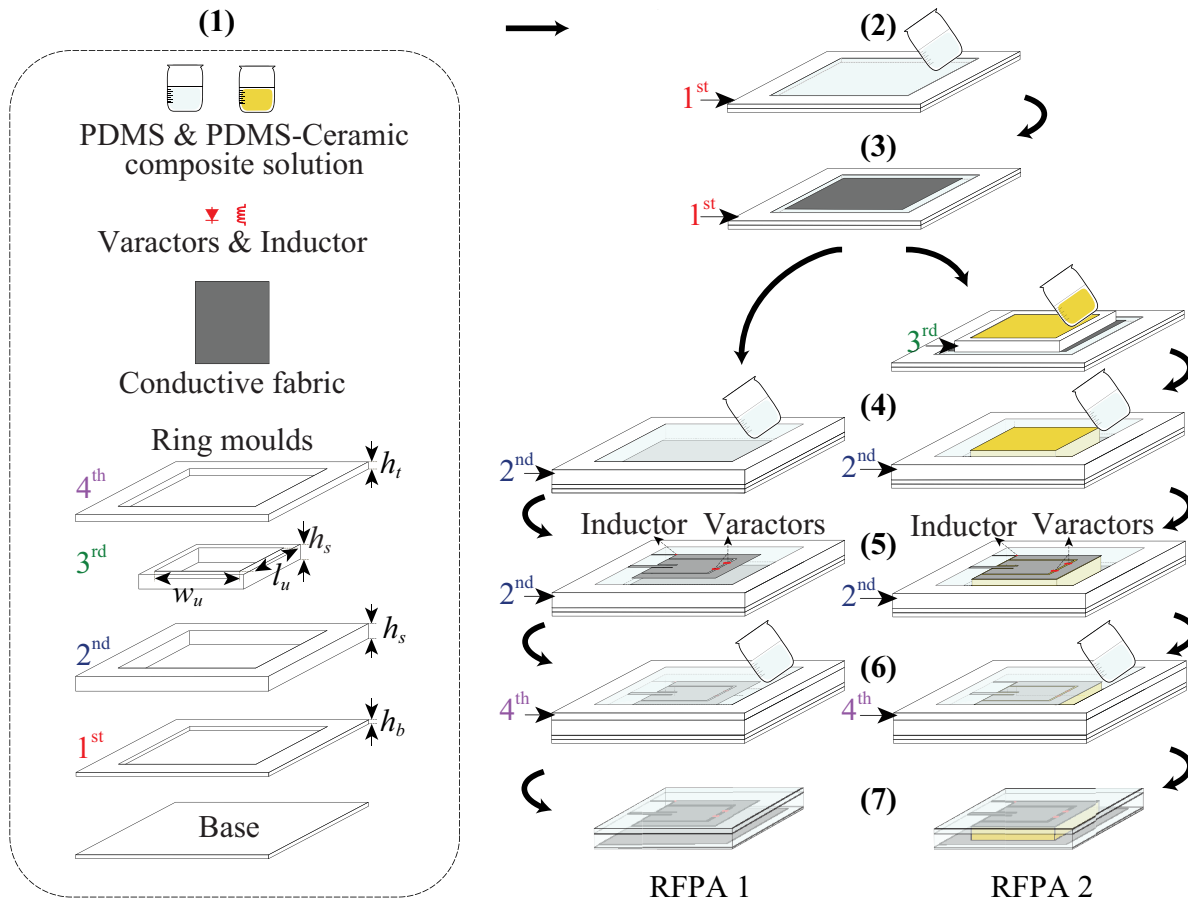 (1)
PDMS & PDMS-Ceramic
composite solution
Varactors & Inductor
Conductive fabric
Ring moulds
4th
ht
3rd
hs
lu
wu
2nd
hs
1st
hb
Base
(2)
1st
(3)
1st
3rd
(4)
2nd
2nd
Inductor Varactors
(5)
Inductor Varactors
2nd
2nd
(6)
4th
4th
(7)
RFPA 1
RFPA 2